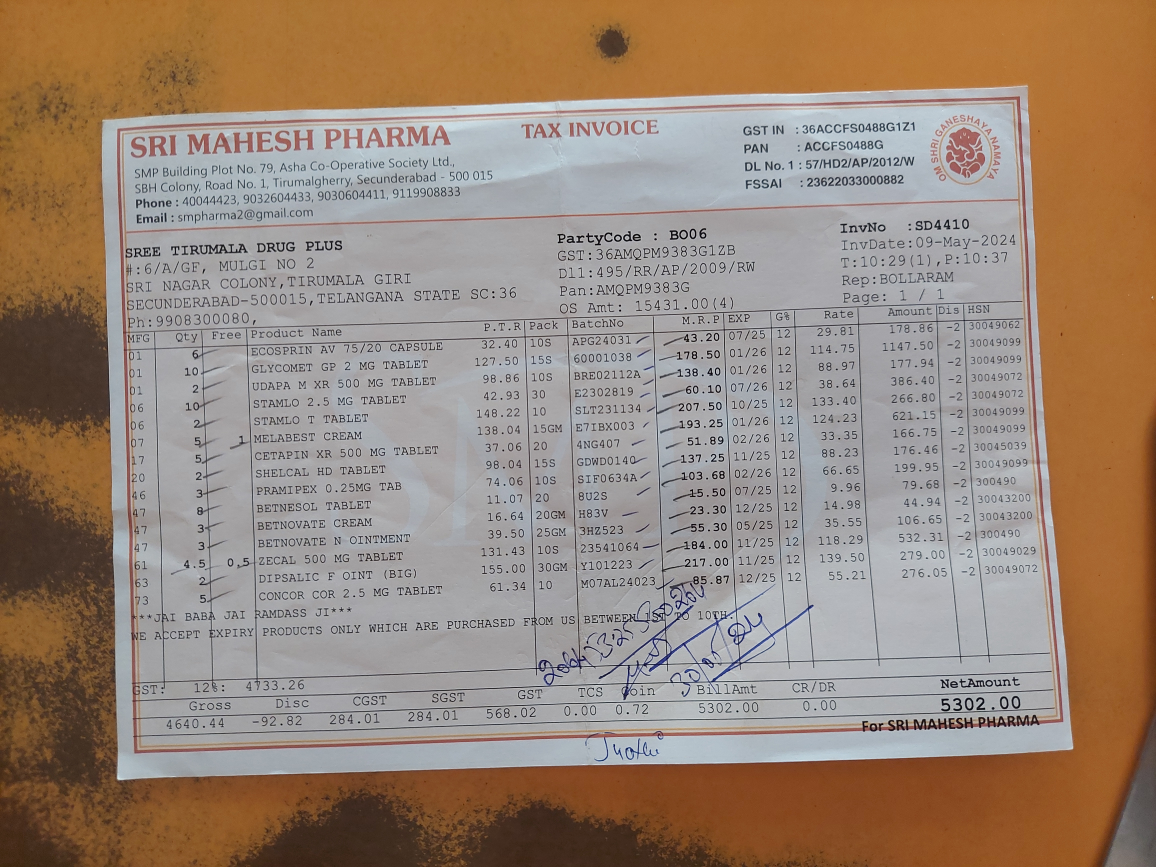 SRI MAHESH PHARMA
TAX INVOICE
SMP Building Plot No. 79, Asha Co-Operative Society Ltd.,
SBH Colony, Road No. 1, Tirumalgherry, Secunderabad - 500 015
Phone : 40044423, 9032604433, 9030604411, 9119908833
Email : smpharma2@gmail.com
GST IN : 36ACCFS0488G1Z1
PAN : ACCFS0488G
DL No. 1 : 57/HD2/AP/2012/W
FSSAI : 23622033000882
OM SHRI GANESHAYA NAMAYA
SREE TIRUMALA DRUG PLUS
#:6/A/GF, MULGI NO 2
SRI NAGAR COLONY,TIRUMALA GIRI
SECUNDERABAD-500015,TELANGANA STATE SC:36
Ph:9908300080,
PartyCode : BO06
GST:36AMQPM9383G1ZB
Dl1:495/RR/AP/2009/RW
Pan:AMQPM9383G
OS Amt: 15431.00(4)
InvNo :SD4410
InvDate:09-May-2024
T:10:29(1),P:10:37
Rep:BOLLARAM
Page: 1 / 1
MFG Qty Free Product Name P.T.R Pack BatchNo M.R.P EXP G% Rate Amount Dis HSN
01 6 ECOSPRIN AV 75/20 CAPSULE 32.40 10S APG24031 43.20 07/25 12 29.81 178.86 -2 30049062
01 10 GLYCOMET GP 2 MG TABLET 127.50 15S 60001038 178.50 01/26 12 114.75 1147.50 -2 30049099
01 2 UDAPA M XR 500 MG TABLET 98.86 10S BRE02112A 138.40 01/26 12 88.97 177.94 -2 30049099
06 10 STAMLO 2.5 MG TABLET 42.93 30 E2302819 60.10 07/26 12 38.64 386.40 -2 30049072
06 2 STAMLO T TABLET 148.22 10 SLT231134 207.50 10/25 12 133.40 266.80 -2 30049072
07 5 1 MELABEST CREAM 138.04 15GM E7IBX003 193.25 01/26 12 124.23 621.15 -2 30049099
17 5 CETAPIN XR 500 MG TABLET 37.06 20 4NG407 51.89 02/26 12 33.35 166.75 -2 30049099
20 2 SHELCAL HD TABLET 98.04 15S GDWD0140 137.25 11/25 12 88.23 176.46 -2 30045039
46 3 PRAMIPEX 0.25MG TAB 74.06 10S SIF0634A 103.68 02/26 12 66.65 199.95 -2 30049099
47 8 BETNESOL TABLET 11.07 20 8U2S 15.50 07/25 12 9.96 79.68 -2 300490
47 3 BETNOVATE CREAM 16.64 20GM H83V 23.30 12/25 12 14.98 44.94 -2 30043200
47 3 BETNOVATE N OINTMENT 39.50 25GM 3HZ523 55.30 05/25 12 35.55 106.65 -2 30043200
61 4.5 0.5 ZECAL 500 MG TABLET 131.43 10S 23541064 184.00 11/25 12 118.29 532.31 -2 300490
63 2 DIPSALIC F OINT (BIG) 155.00 30GM Y101223 217.00 11/25 12 139.50 279.00 -2 30049029
73 5 CONCOR COR 2.5 MG TABLET 61.34 10 M07AL24023 85.87 12/25 12 55.21 276.05 -2 30049072
***JAI BABA JAI RAMDASS JI***
WE ACCEPT EXPIRY PRODUCTS ONLY WHICH ARE PURCHASED FROM US BETWEEN 1ST TO 10TH.
GST: 12%: 4733.26
Gross Disc CGST SGST GST TCS Coin BillAmt CR/DR NetAmount
4640.44 -92.82 284.01 284.01 568.02 0.00 0.72 5302.00 0.00 5302.00
For SRI MAHESH PHARMA